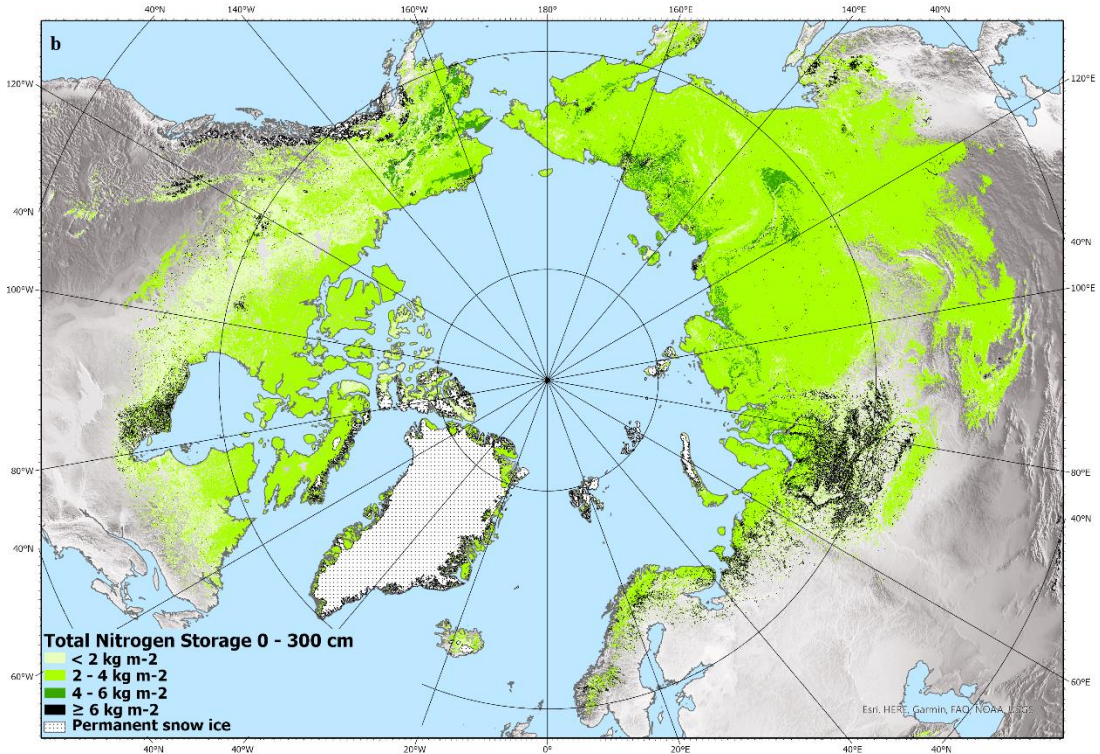 40°N 140°W 160°W 180° 160°E 140°E 40°N
b
120°W
120°E
40°N
40°N
100°W
100°E
80°W
80°E
40°N
40°N
Total Nitrogen Storage 0 - 300 cm
< 2 kg m-2
2 - 4 kg m-2
4 - 6 kg m-2
≥ 6 kg m-2
Permanent snow ice
60°W
60°E
Esri, HERE, Garmin, FAO, NOAA, USGS
40°N 40°W 20°W 0° 20°E 40°E 40°N